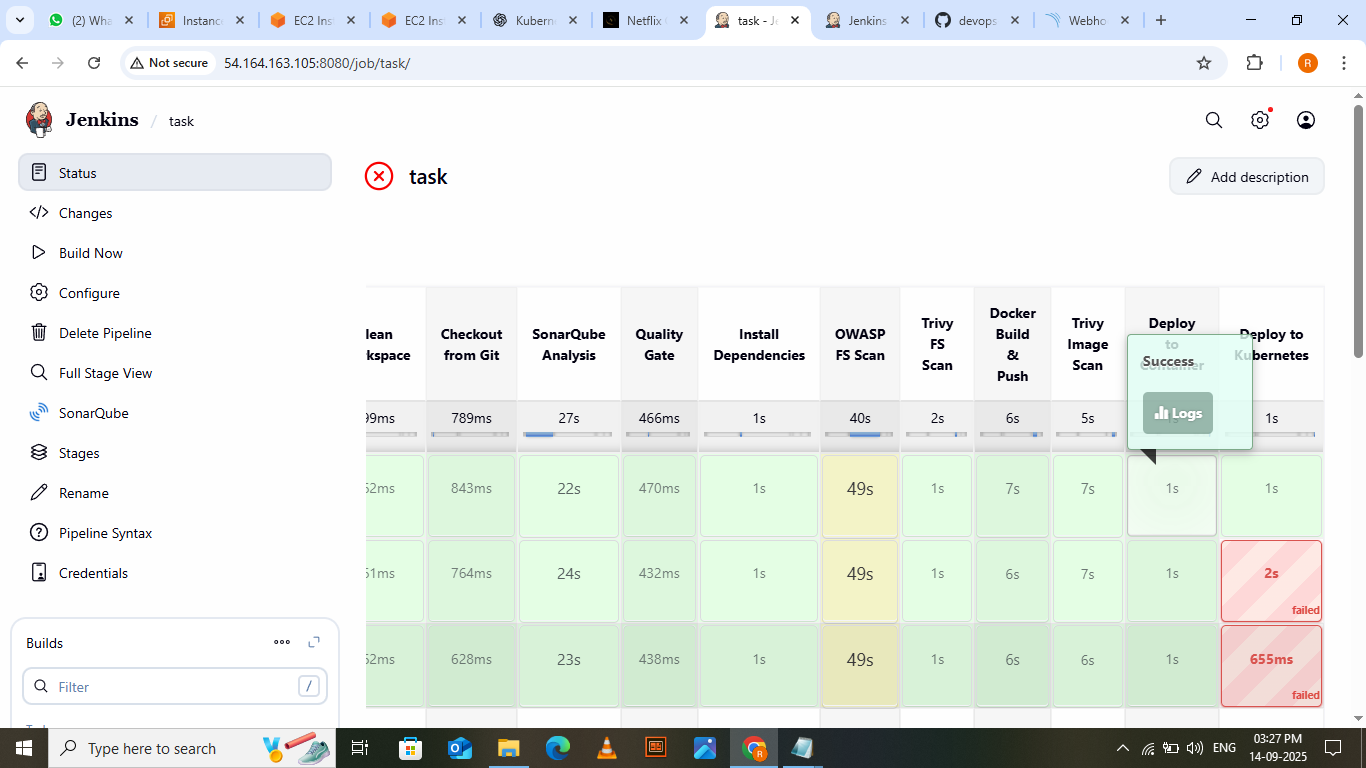 (2) Wha
Instance
EC2 Ins
EC2 Ins
Kubern
Netflix
task - Je
Jenkins
devops
Webho
Not secure
54.164.163.105:8080/job/task/
R
Jenkins / task
Status
Changes
Build Now
Configure
Delete Pipeline
Full Stage View
SonarQube
Stages
Rename
Pipeline Syntax
Credentials
Builds
Filter
/
task
Add description
lean
kspace
Checkout
from Git
SonarQube
Analysis
Quality
Gate
Install
Dependencies
OWASP
FS Scan
Trivy
FS
Scan
Docker
Build
&
Push
Trivy
Image
Scan
Deploy
to
Container
Deploy to
Kubernetes
Success
Logs
99ms 789ms 27s 466ms 1s 40s 2s 6s 5s 1s 1s
52ms 843ms 22s 470ms 1s 49s 1s 7s 7s 1s 1s
51ms 764ms 24s 432ms 1s 49s 1s 6s 7s 1s 2s
failed
52ms 628ms 23s 438ms 1s 49s 1s 6s 6s 1s 655ms
failed
Type here to search
ENG
03:27 PM
14-09-2025